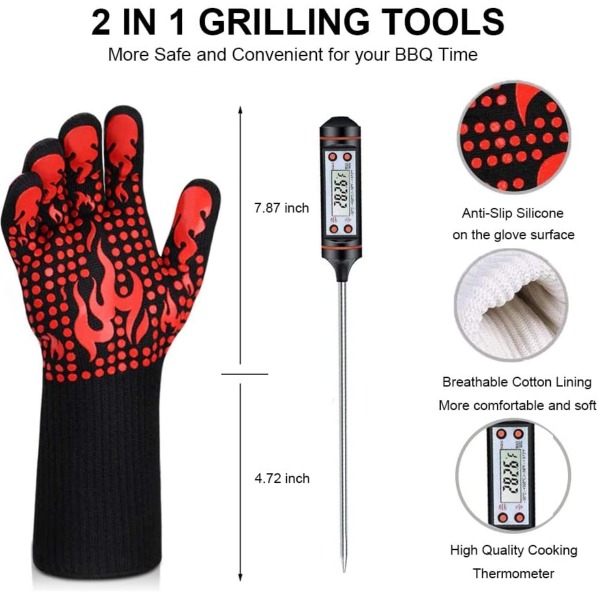 2 IN 1 GRILLING TOOLS
More Safe and Convenient for your BBQ Time
7.87 inch
Anti-Slip Silicone
on the glove surface
Breathable Cotton Lining
More comfortable and soft
4.72 inch
High Quality Cooking
Thermometer